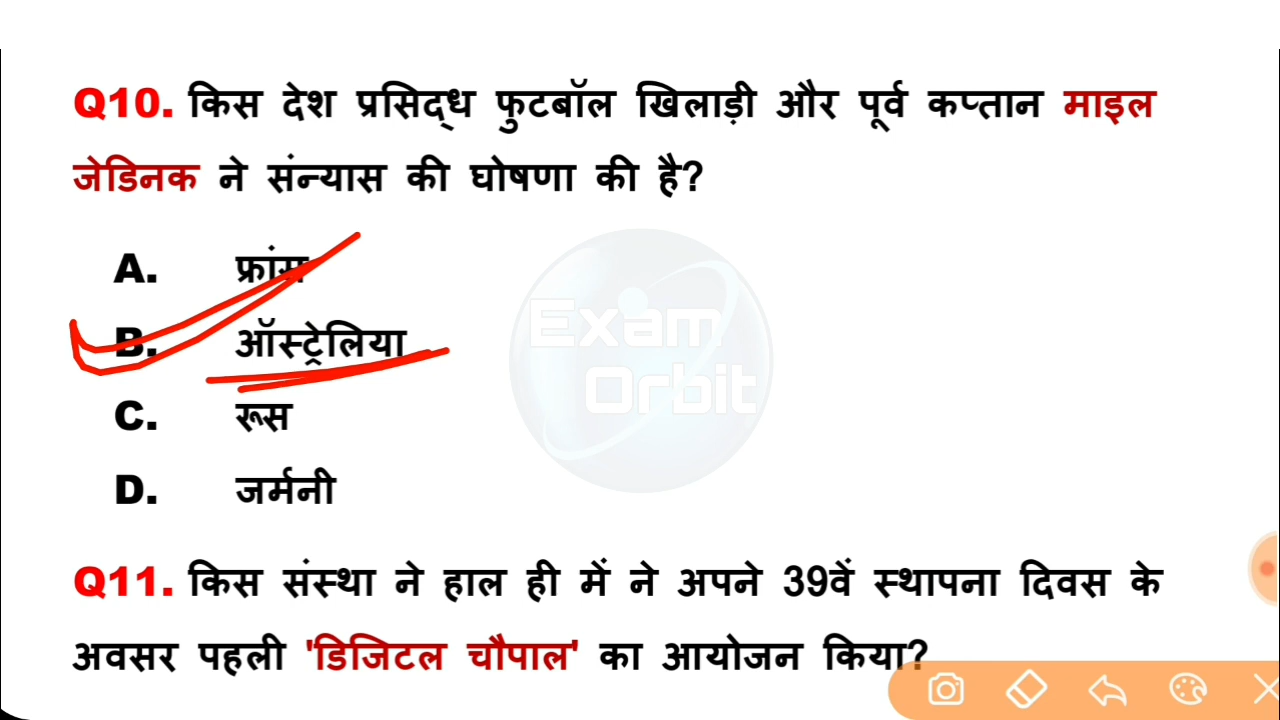 Q10. किस देश प्रसिद्ध फुटबॉल खिलाड़ी और पूर्व कप्तान माइल
जेडिनक ने संन्यास की घोषणा की है?
A. फ्रांस
B. ऑस्ट्रेलिया
C. रूस
D. जर्मनी
Exam
Orbit
Q11. किस संस्था ने हाल ही में ने अपने 39वें स्थापना दिवस के
अवसर पहली 'डिजिटल चौपाल' का आयोजन किया?